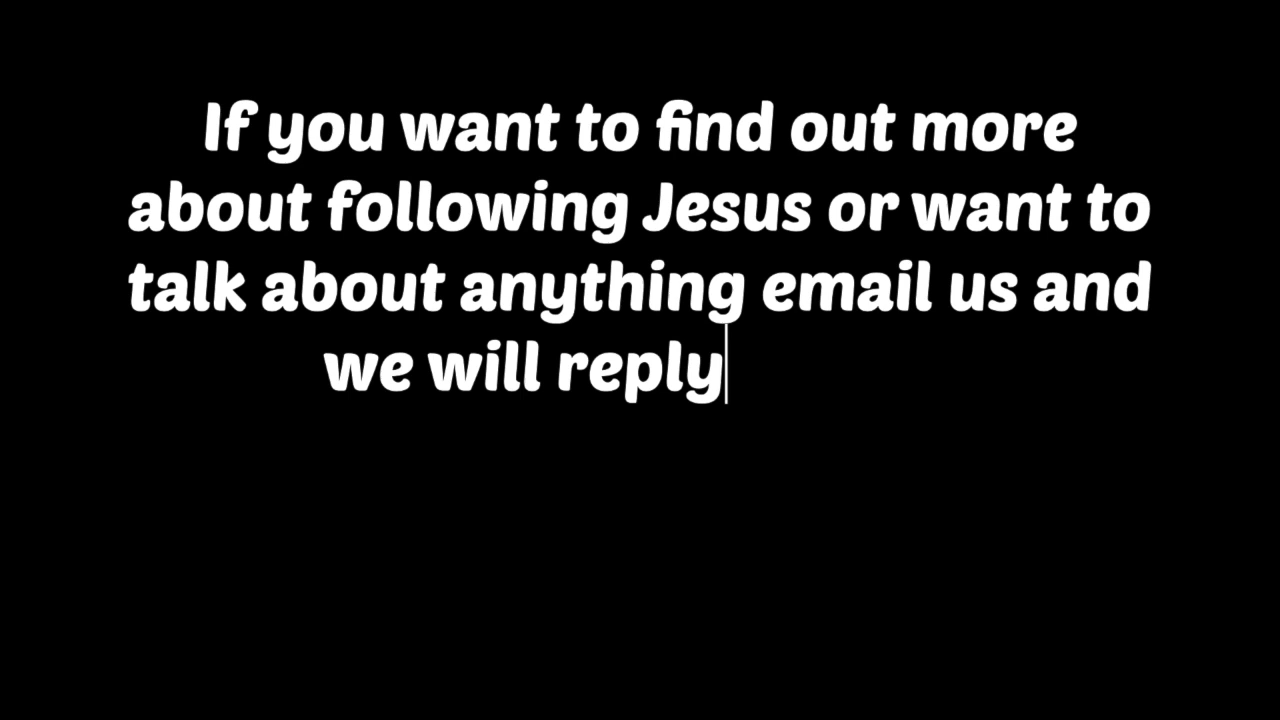 If you want to find out more
about following Jesus or want to
talk about anything email us and
we will reply